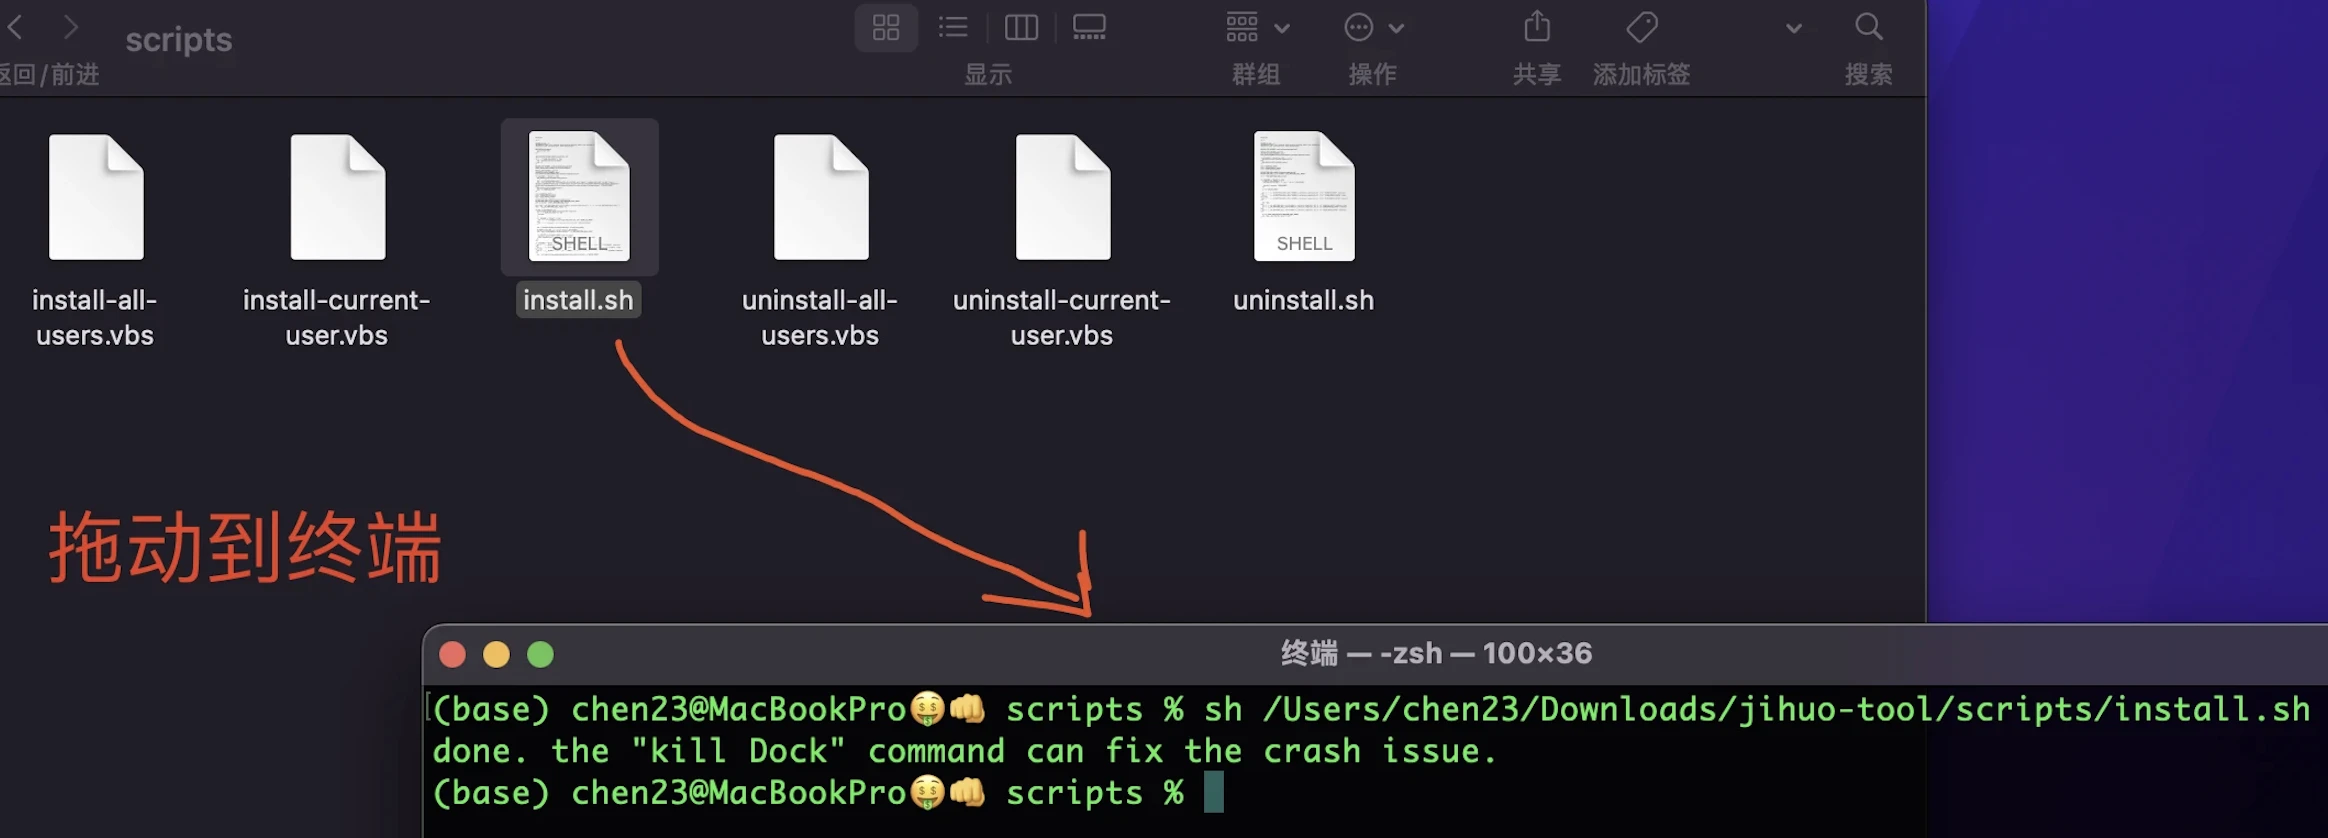 scripts
返回/前进
显示
群组
操作
共享
添加标签
搜索
install-all-
users.vbs
install-current-
user.vbs
SHELL
install.sh
uninstall-all-
users.vbs
uninstall-current-
user.vbs
SHELL
uninstall.sh
拖动到终端
终端 — -zsh — 100×36
(base) chen23@MacBookPro🤑👊 scripts % sh /Users/chen23/Downloads/jihuo-tool/scripts/install.sh
done. the "kill Dock" command can fix the crash issue.
(base) chen23@MacBookPro🤑👊 scripts %